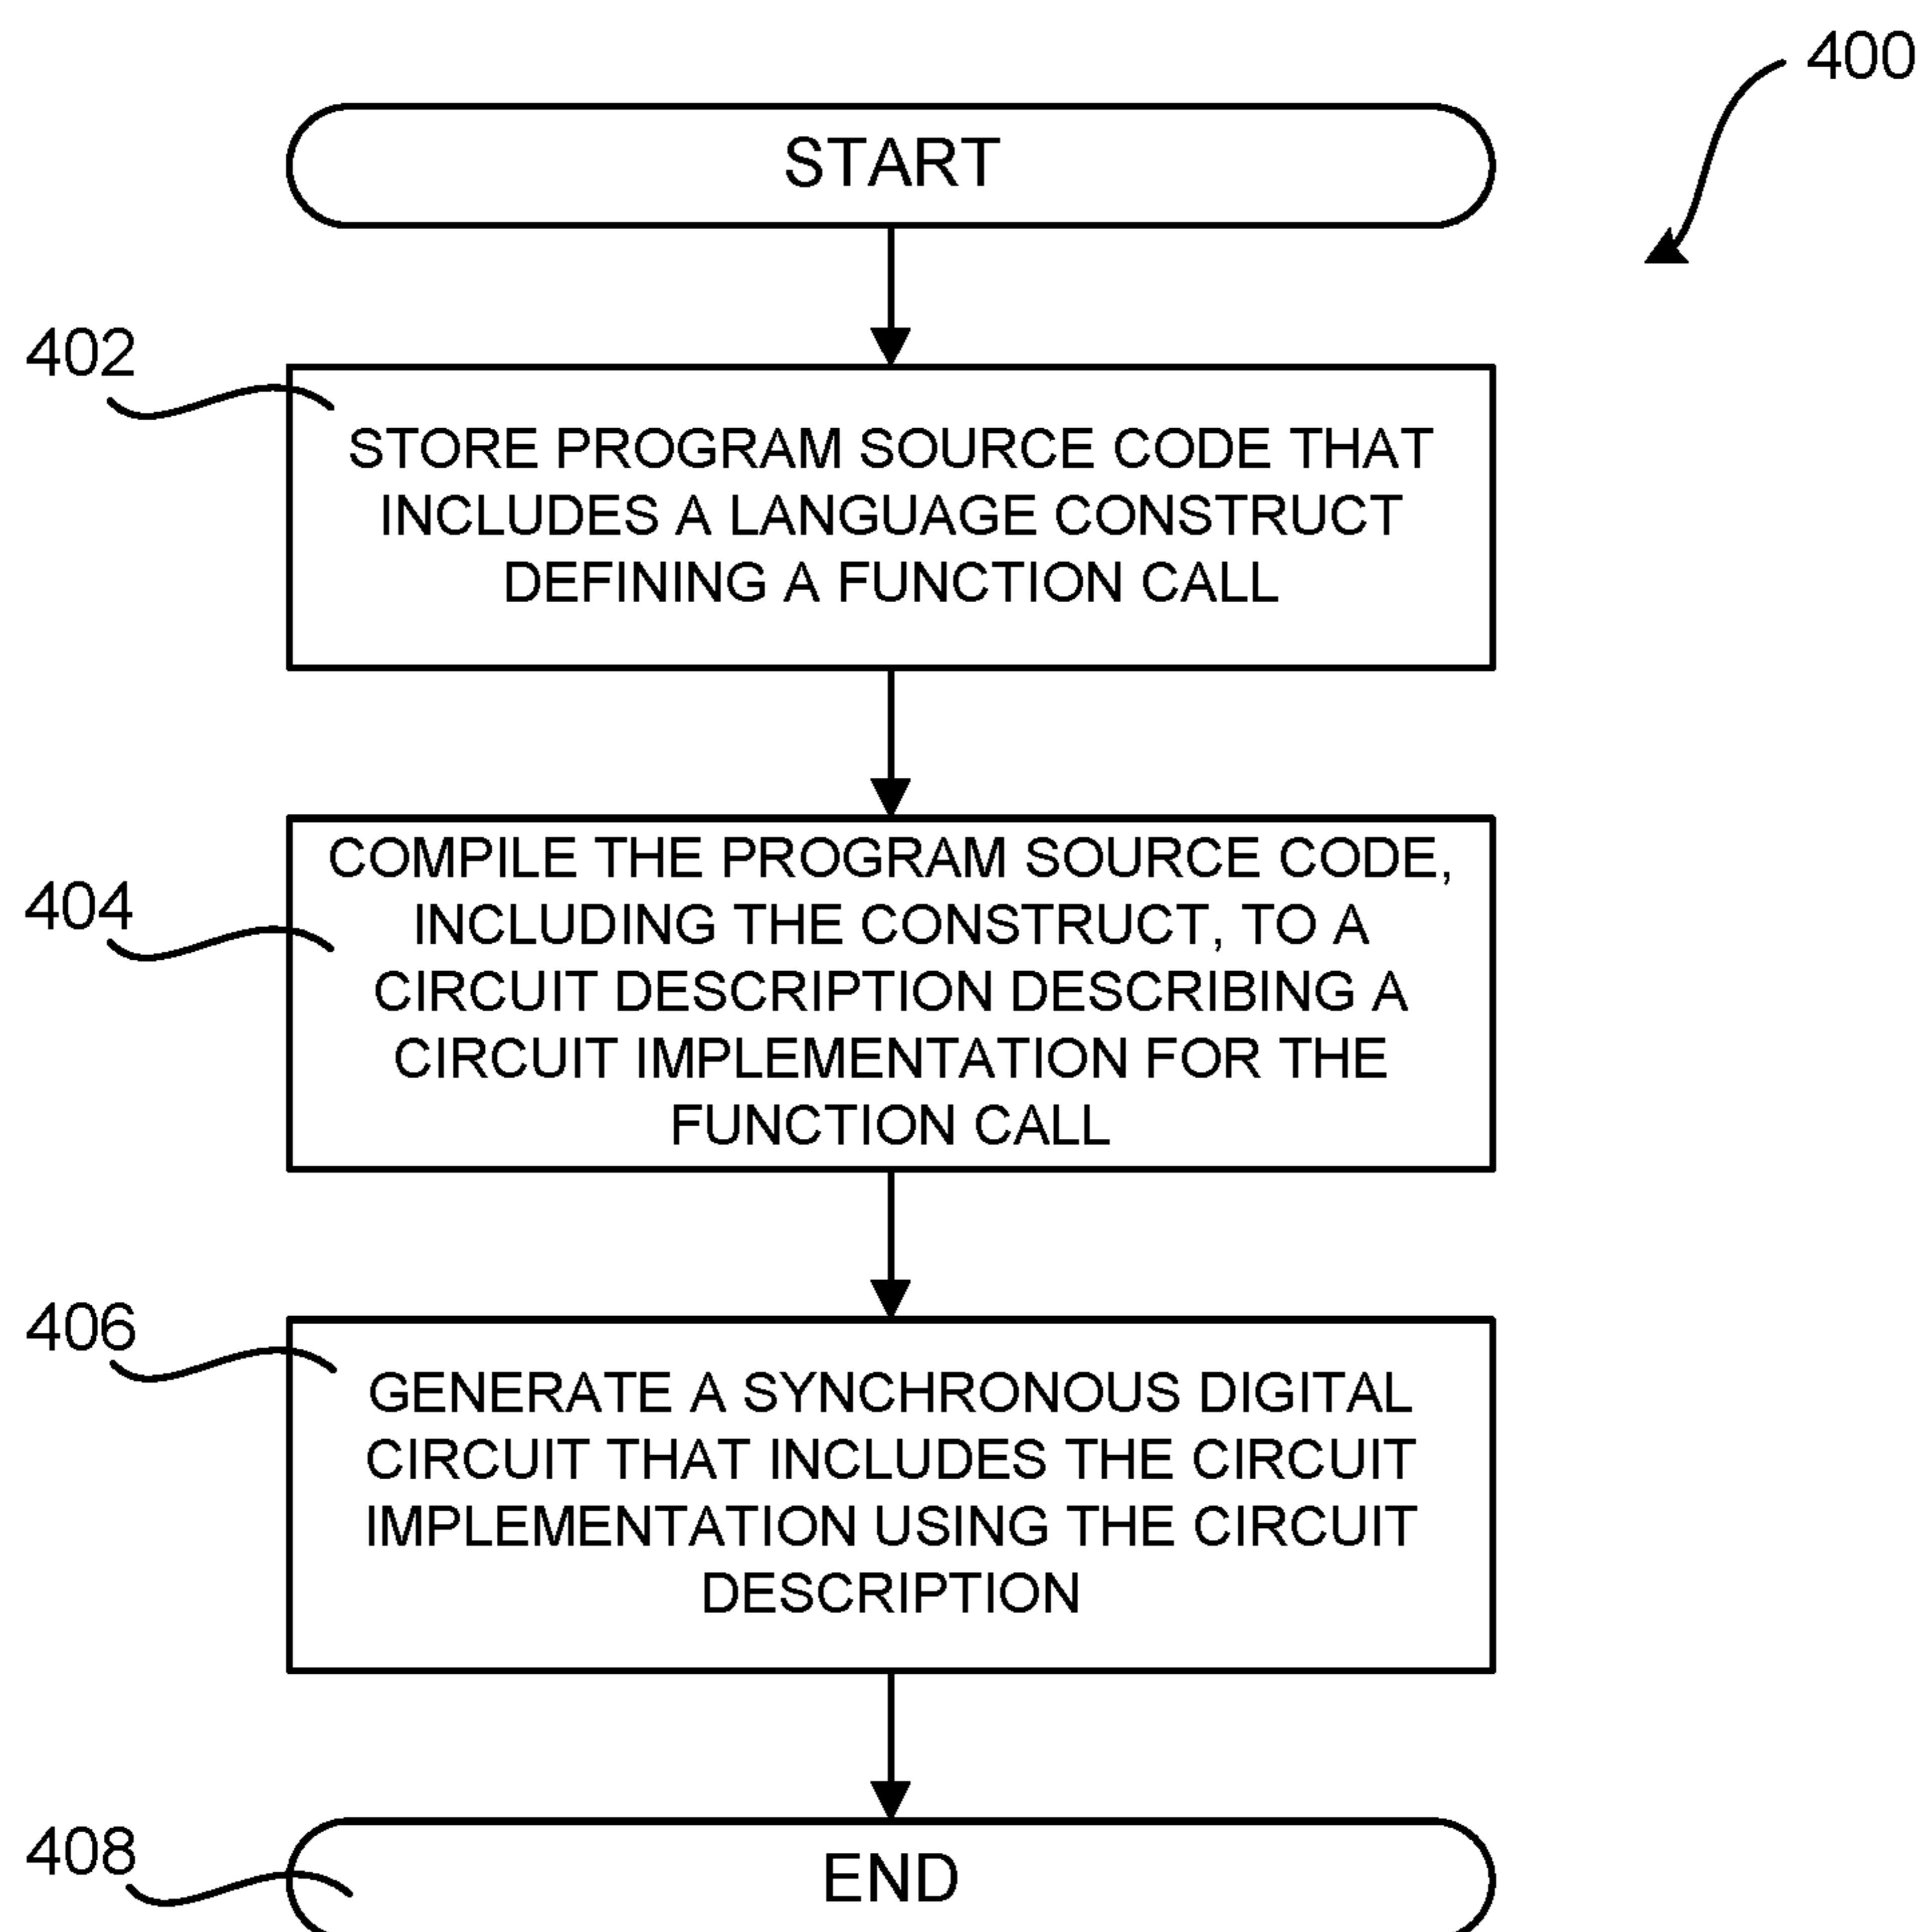 400
START
402
STORE PROGRAM SOURCE CODE THAT
INCLUDES A LANGUAGE CONSTRUCT
DEFINING A FUNCTION CALL
404
COMPILE THE PROGRAM SOURCE CODE,
INCLUDING THE CONSTRUCT, TO A
CIRCUIT DESCRIPTION DESCRIBING A
CIRCUIT IMPLEMENTATION FOR THE
FUNCTION CALL
406
GENERATE A SYNCHRONOUS DIGITAL
CIRCUIT THAT INCLUDES THE CIRCUIT
IMPLEMENTATION USING THE CIRCUIT
DESCRIPTION
408
END